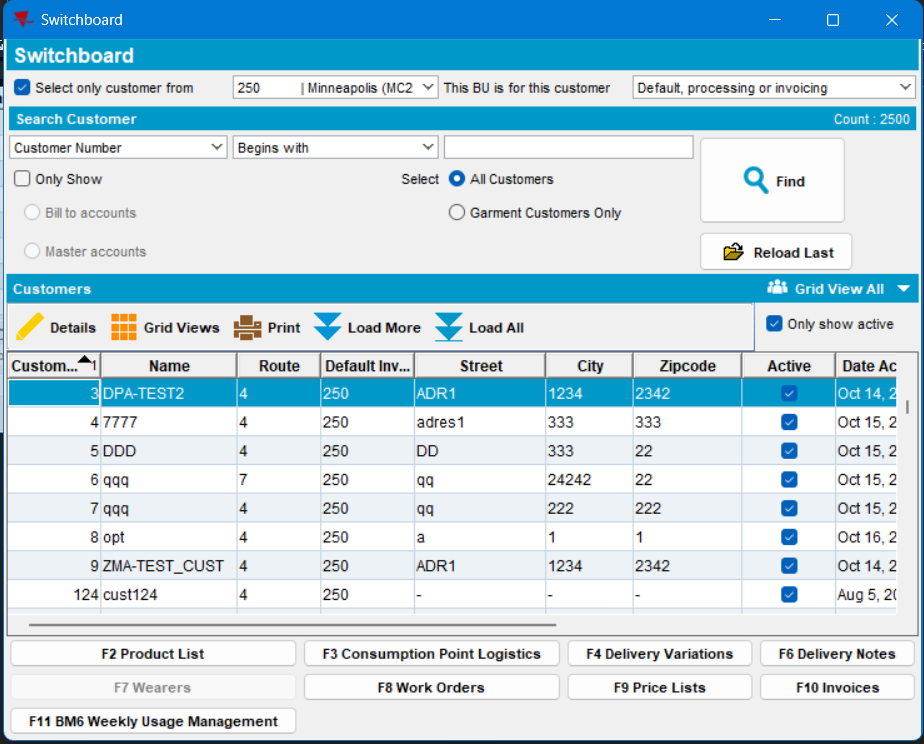 Switchboard
Switchboard
Select only customer from 250 | Minneapolis (MC2 This BU is for this customer Default, processing or invoicing
Search Customer Count : 2500
Customer Number Begins with
Find
Only Show Select All Customers
Bill to accounts Garment Customers Only
Master accounts Reload Last
Customers Grid View All
Details Grid Views Print Load More Load All Only show active
Custom... 1 Name Route Default Inv... Street City Zipcode Active Date Ac
3 DPA-TEST2 4 250 ADR1 1234 2342 Oct 14, 2
4 7777 4 250 adres1 333 333 Oct 15, 2
5 DDD 4 250 DD 333 22 Oct 15, 2
6 qqq 7 250 qq 24242 22 Oct 15, 2
7 qqq 4 250 qq 222 222 Oct 15, 2
8 opt 4 250 a 1 1 Oct 16, 2
9 ZMA-TEST_CUST 4 250 ADR1 1234 2342 Oct 14, 2
124 cust124 4 250 - - - Aug 5, 20
F2 Product List F3 Consumption Point Logistics F4 Delivery Variations F6 Delivery Notes
F7 Wearers F8 Work Orders F9 Price Lists F10 Invoices
F11 BM6 Weekly Usage Management